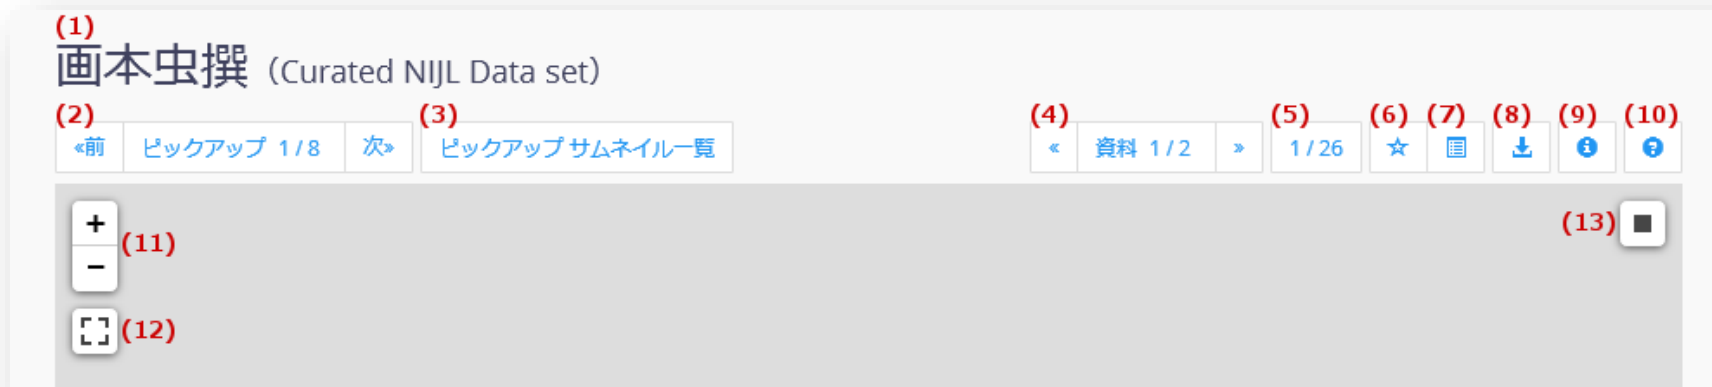 (1)
画本虫撰 (Curated NIJL Data set)
(2) (3) (4) (5) (6) (7) (8) (9) (10)
«前 ピックアップ 1 / 8 次» ピックアップ サムネイル一覧 « 資料 1 / 2 » 1 / 26
+ (13)
(11)
−
(12)